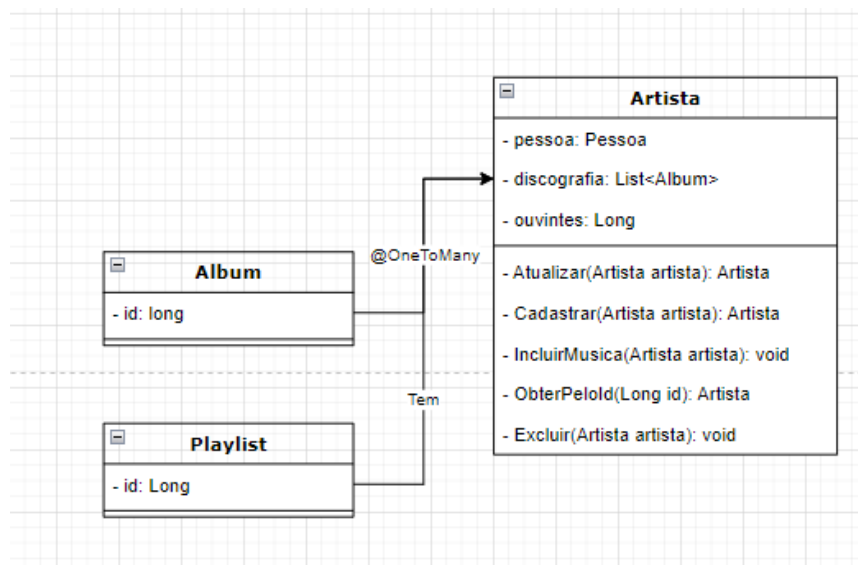 Artista
- pessoa: Pessoa
- discografia: List<Album>
- ouvintes: Long
- Atualizar(Artista artista): Artista
- Cadastrar(Artista artista): Artista
- IncluirMusica(Artista artista): void
- ObterPeloId(Long id): Artista
- Excluir(Artista artista): void
@OneToMany
Album
- id: long
Tem
Playlist
- id: Long